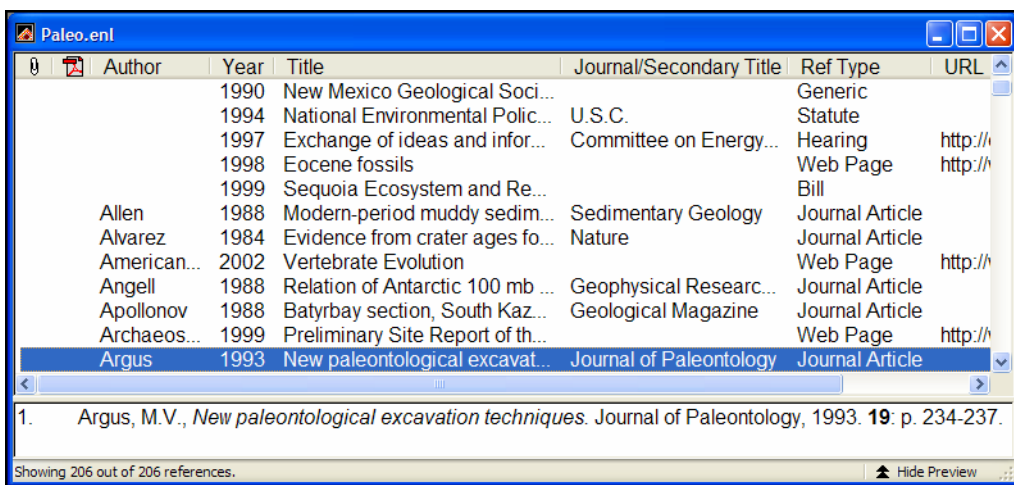 Paleo.enl
Author Year Title Journal/Secondary Title Ref Type URL
1990 New Mexico Geological Soci... Generic
1994 National Environmental Polic... U.S.C. Statute
1997 Exchange of ideas and infor... Committee on Energy... Hearing http://
1998 Eocene fossils Web Page http://
1999 Sequoia Ecosystem and Re... Bill
Allen 1988 Modern-period muddy sedim... Sedimentary Geology Journal Article
Alvarez 1984 Evidence from crater ages fo... Nature Journal Article
American... 2002 Vertebrate Evolution Web Page http://
Angell 1988 Relation of Antarctic 100 mb ... Geophysical Researc... Journal Article
Apollonov 1988 Batyrbay section, South Kaz... Geological Magazine Journal Article
Archaeos... 1999 Preliminary Site Report of th... Web Page http://
Argus 1993 New paleontological excavat... Journal of Paleontology Journal Article
1. Argus, M.V., New paleontological excavation techniques. Journal of Paleontology, 1993. 19: p. 234-237.
Showing 206 out of 206 references. Hide Preview